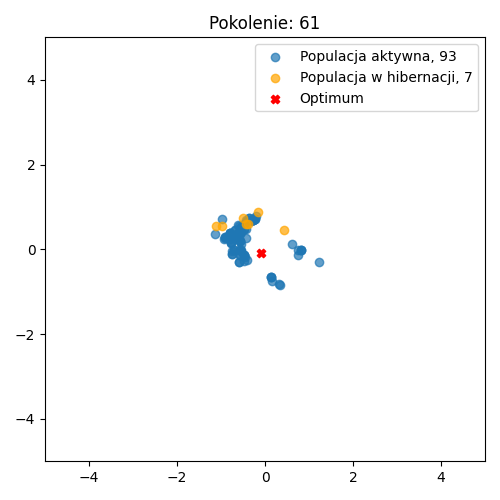 Pokolenie: 61
Populacja aktywna, 93
Populacja w hibernacji, 7
Optimum
4
2
0
−2
−4
−4
−2
0
2
4